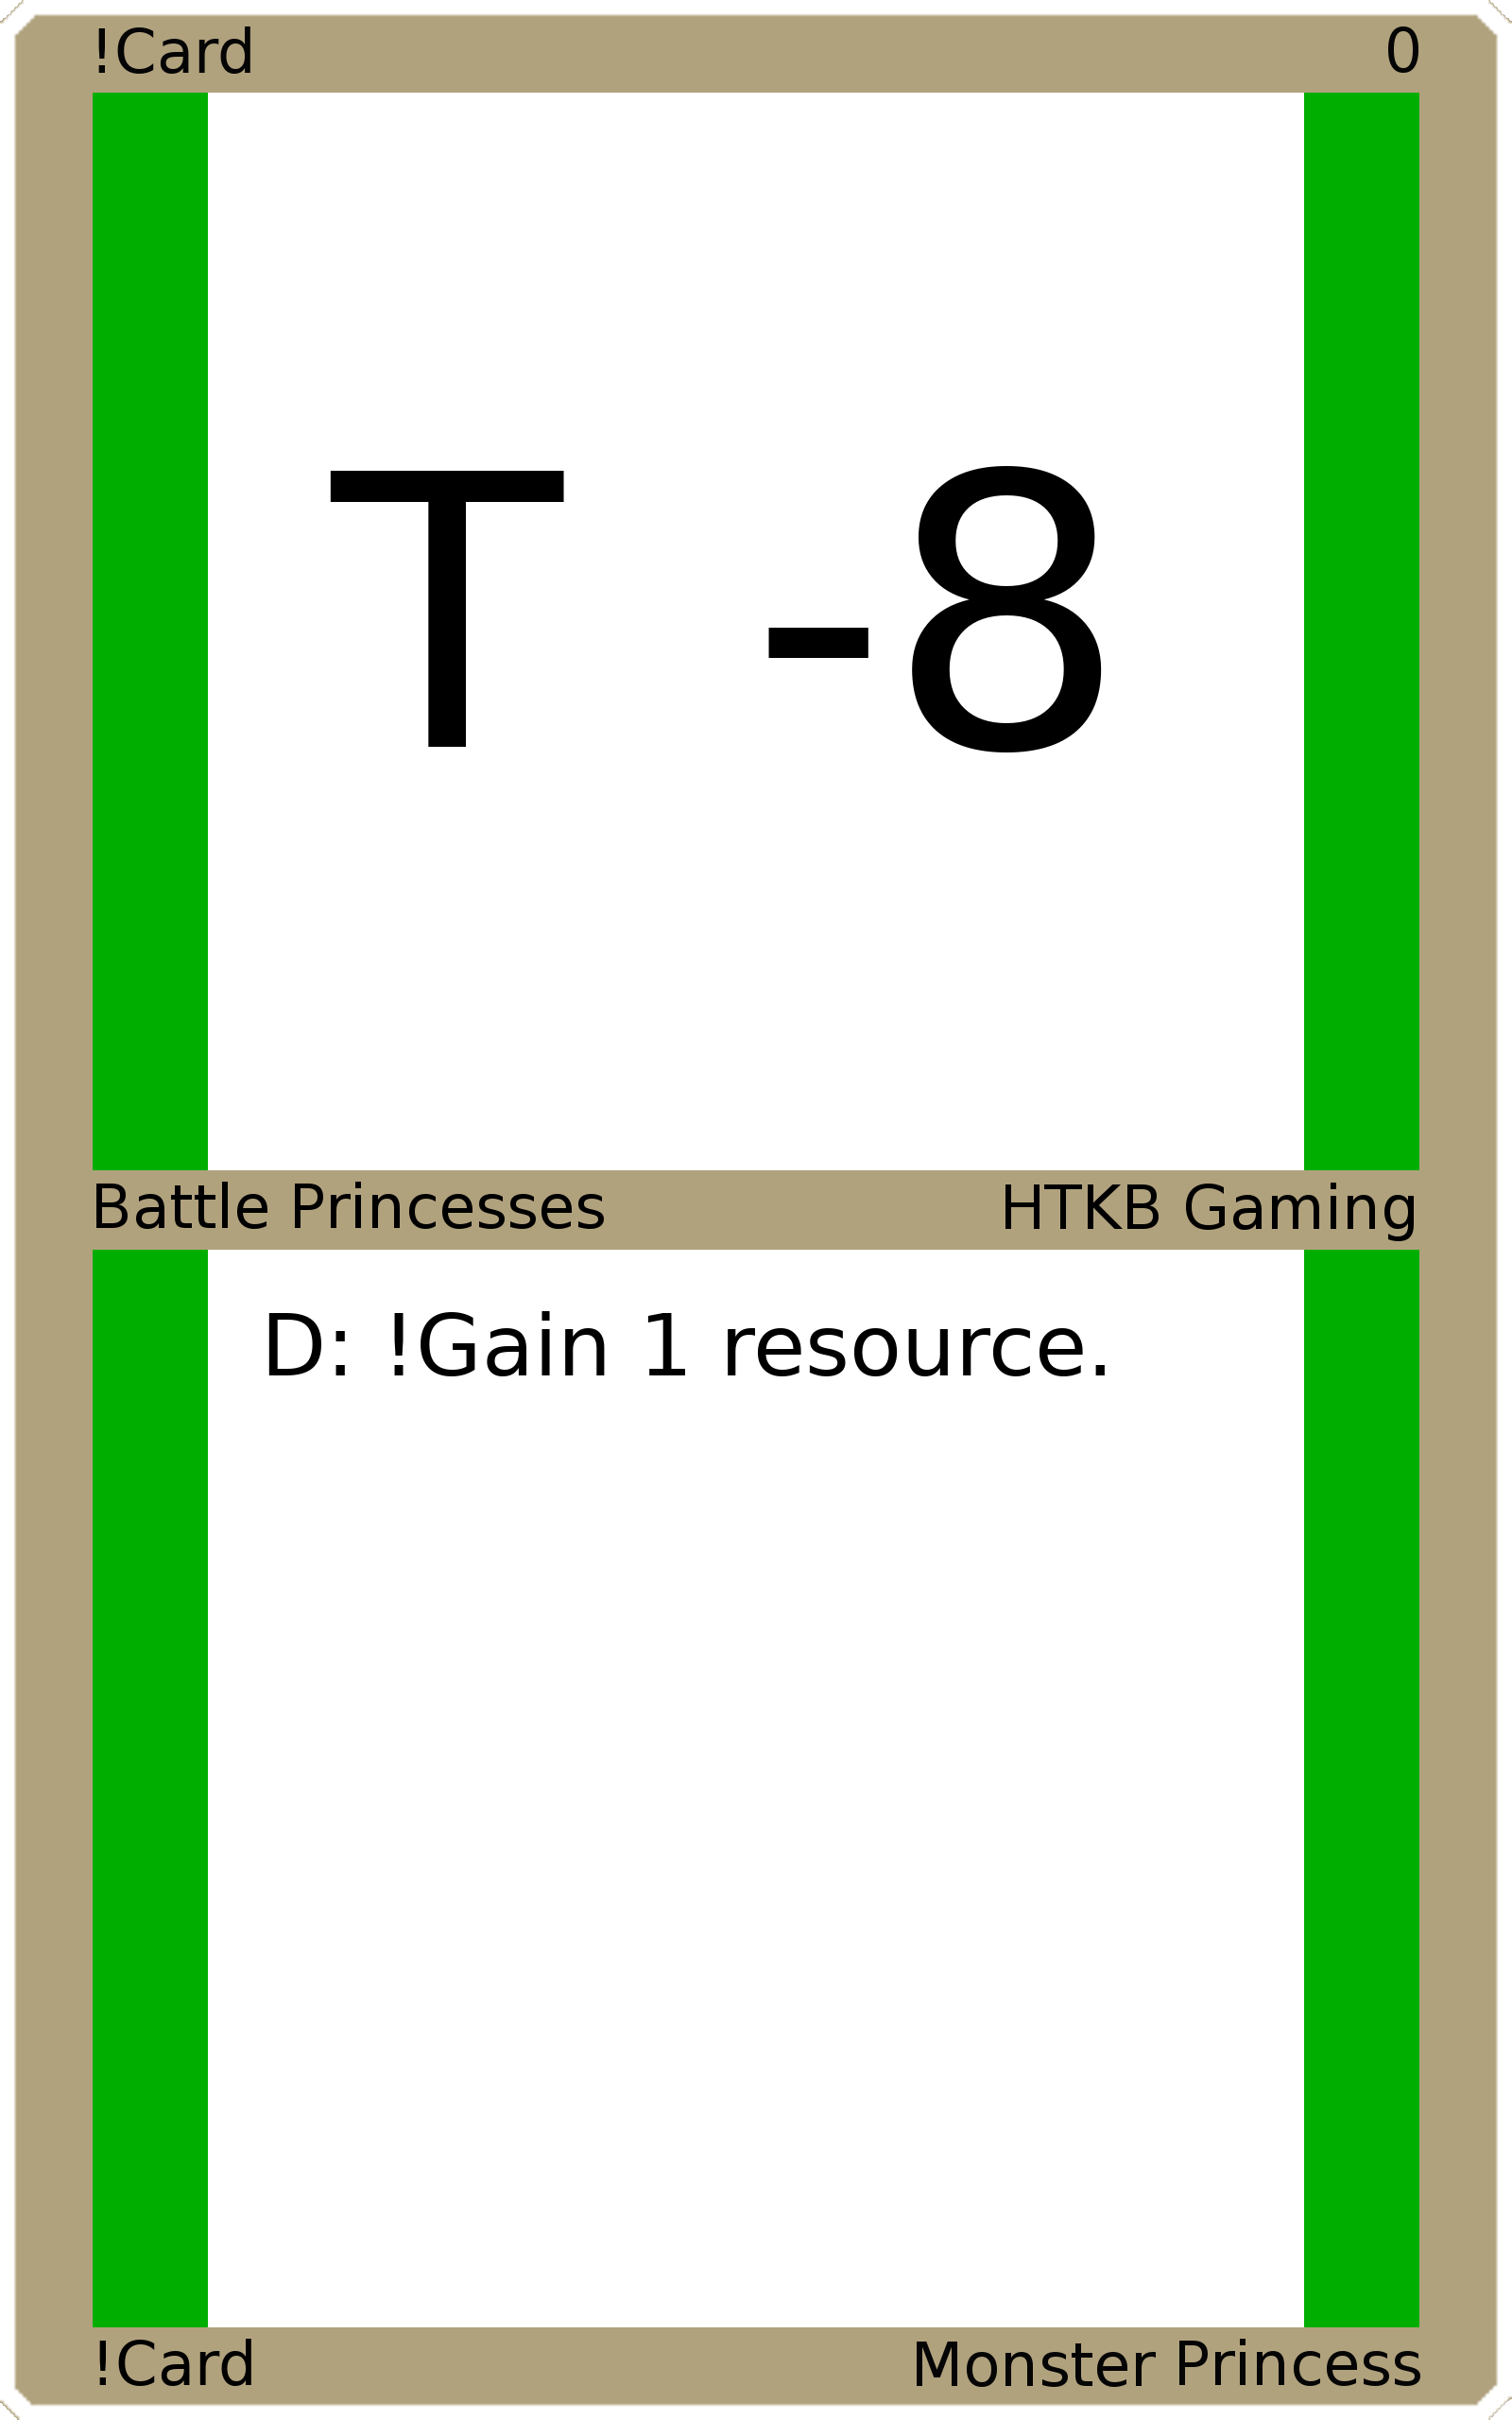 !Card 0
T -8
Battle Princesses HTKB Gaming
D: !Gain 1 resource.
!Card Monster Princess